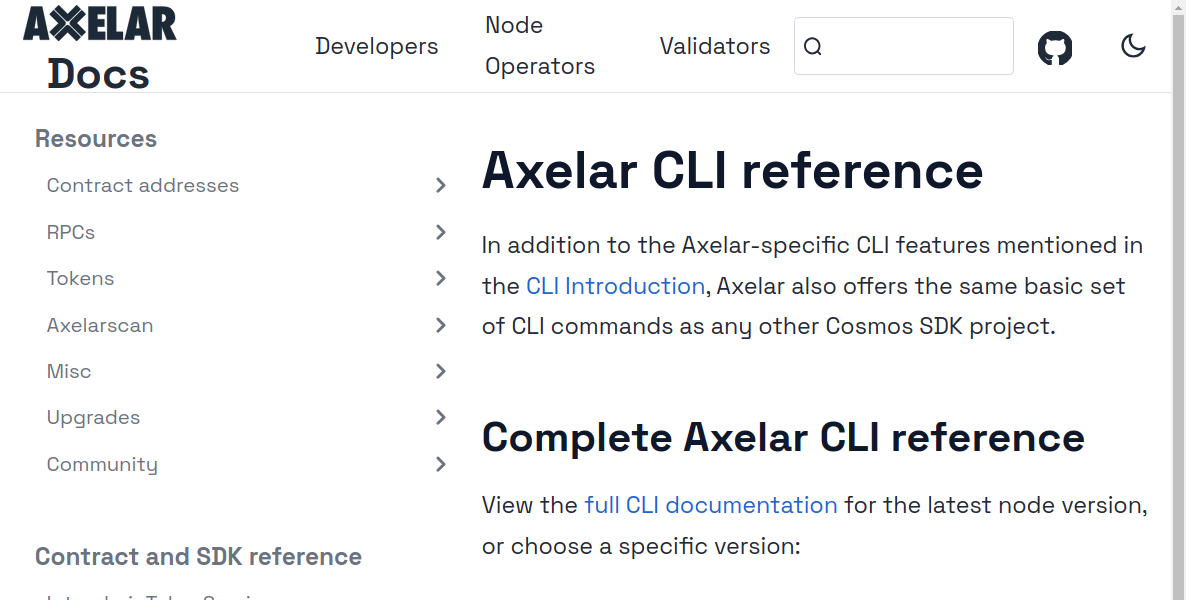 AXELAR
Docs
Developers
Node
Operators
Validators
Resources
Contract addresses
RPCs
Tokens
Axelarscan
Misc
Upgrades
Community
Contract and SDK reference
Axelar CLI reference
In addition to the Axelar-specific CLI features mentioned in
the CLI Introduction, Axelar also offers the same basic set
of CLI commands as any other Cosmos SDK project.
Complete Axelar CLI reference
View the full CLI documentation for the latest node version,
or choose a specific version: